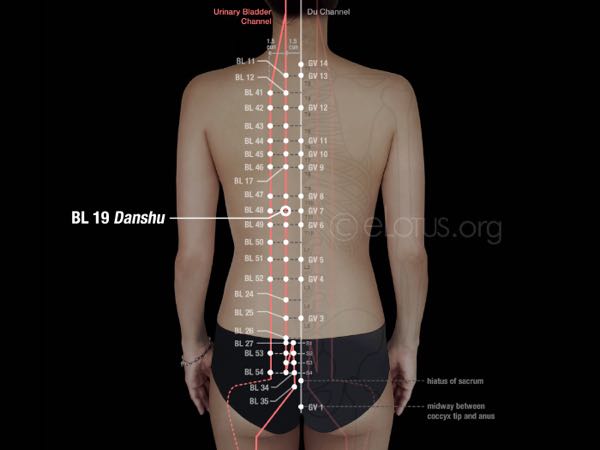 Urinary Bladder
Channel
Du Channel
1.5
cun
1.5
cun
BL 11
GV 14
GV 13
BL 12
BL 41
BL 42
GV 12
BL 43
BL 44
GV 11
BL 45
GV 10
BL 46
GV 9
BL 17
BL 47
GV 8
BL 48
GV 7
BL 19 Danshu
BL 49
GV 6
© eLOTUS.org
BL 50
BL 51
GV 5
BL 52
GV 4
BL 24
BL 25
GV 3
BL 26
BL 27
S1
BL 53
S2
S3
BL 54
S4
hiatus of sacrum
BL 34
BL 35
GV 1
midway between
coccyx tip and anus